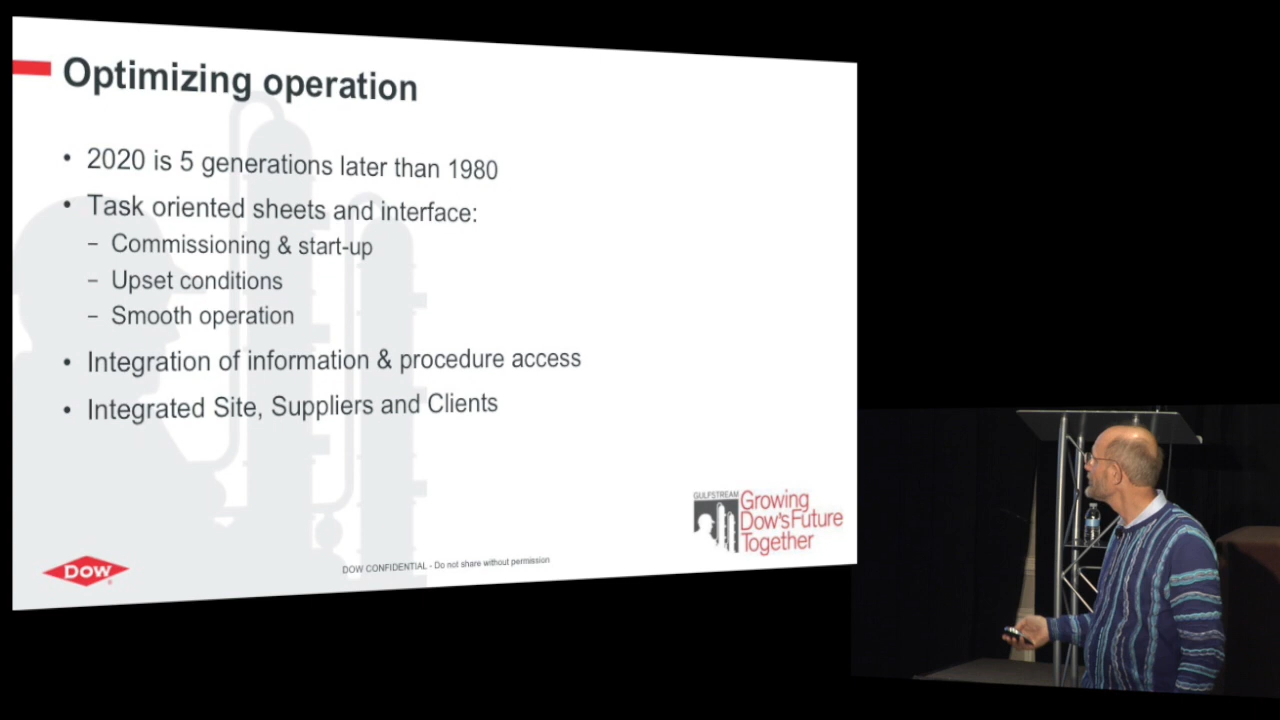 Optimizing operation
• 2020 is 5 generations later than 1980
• Task oriented sheets and interface:
– Commissioning & start-up
– Upset conditions
– Smooth operation
• Integration of information & procedure access
• Integrated Site, Suppliers and Clients
GULFSTREAM
Growing
Dow's Future
Together
DOW
DOW CONFIDENTIAL - Do not share without permission